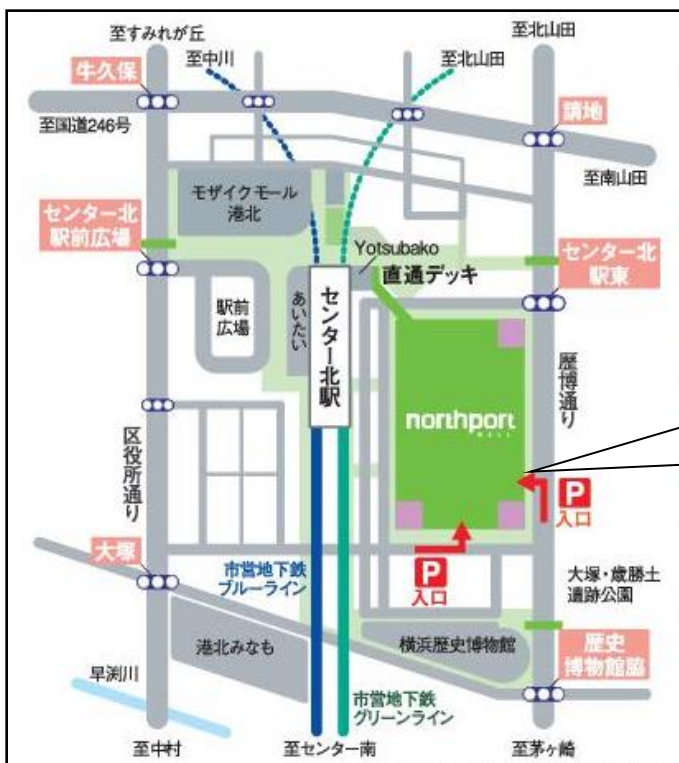 至すみれが丘
至北山田
至中川
至北山田
牛久保
請地
至国道246号
至南山田
モザイクモール
港北
センター北
駅前広場
Yotsubako
直通デッキ
センター北
駅東
駅前
広場
あいたい
センター北駅
northport
MALL
歴博通り
区役所通り
P
入口
P
入口
大塚
市営地下鉄
ブルーライン
大塚・歳勝土
遺跡公園
港北みなも
横浜歴史博物館
歴史
博物館脇
早渕川
市営地下鉄
グリーンライン
至中村
至センター南
至茅ヶ崎